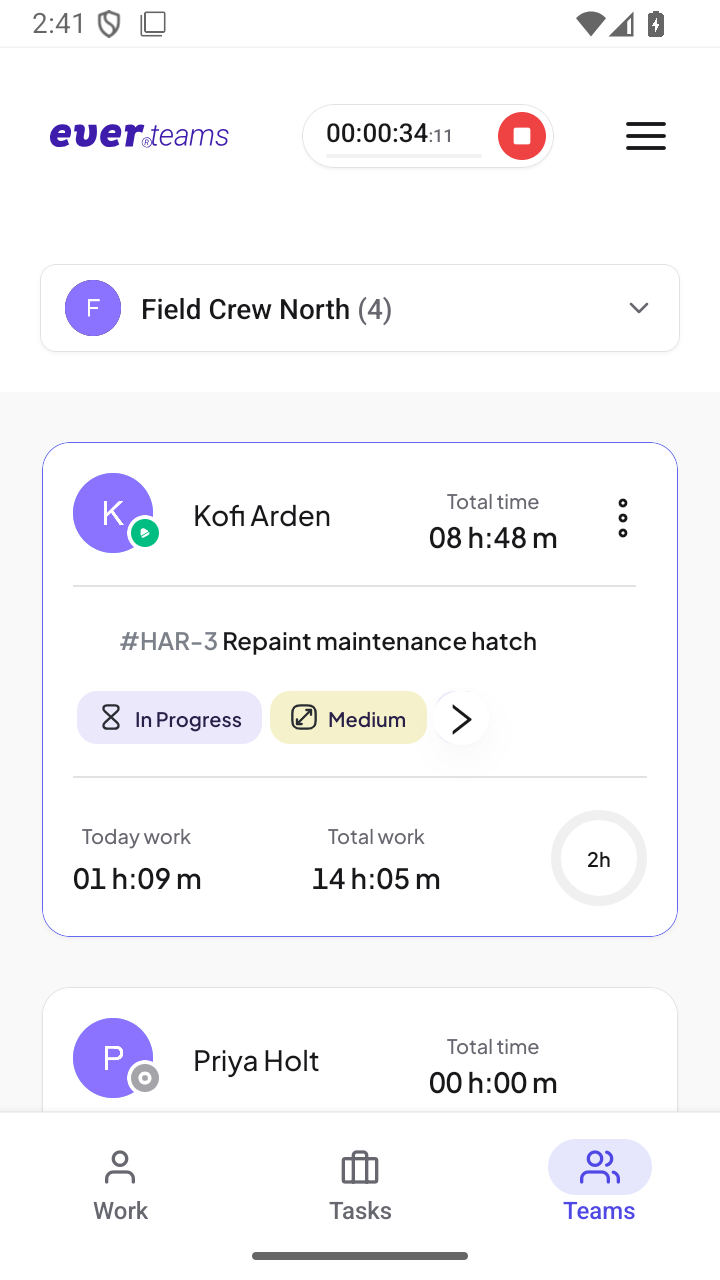 2:41
ever® teams
00:00:34:11
F Field Crew North (4)
K Kofi Arden
Total time
08 h:48 m
#HAR-3 Repaint maintenance hatch
In Progress Medium
Today work Total work
01 h:09 m 14 h:05 m 2h
P Priya Holt
Total time
00 h:00 m
Work Tasks Teams